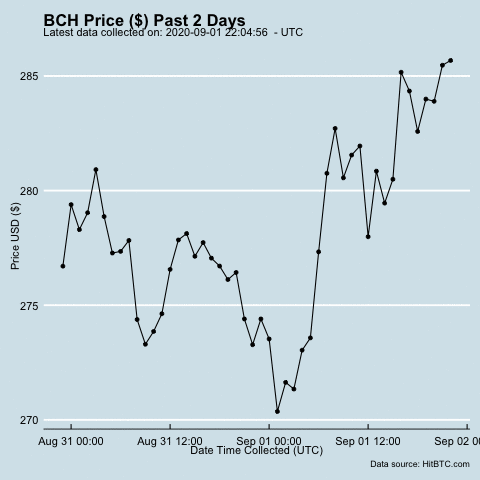 BCH Price ($) Past 2 Days
Latest data collected on: 2020-09-01 22:04:56 - UTC
Price USD ($)
285
280
275
270
Aug 31 00:00 Aug 31 12:00 Sep 01 00:00 Sep 01 12:00 Sep 02 0
Date Time Collected (UTC)
Data source: HitBTC.com